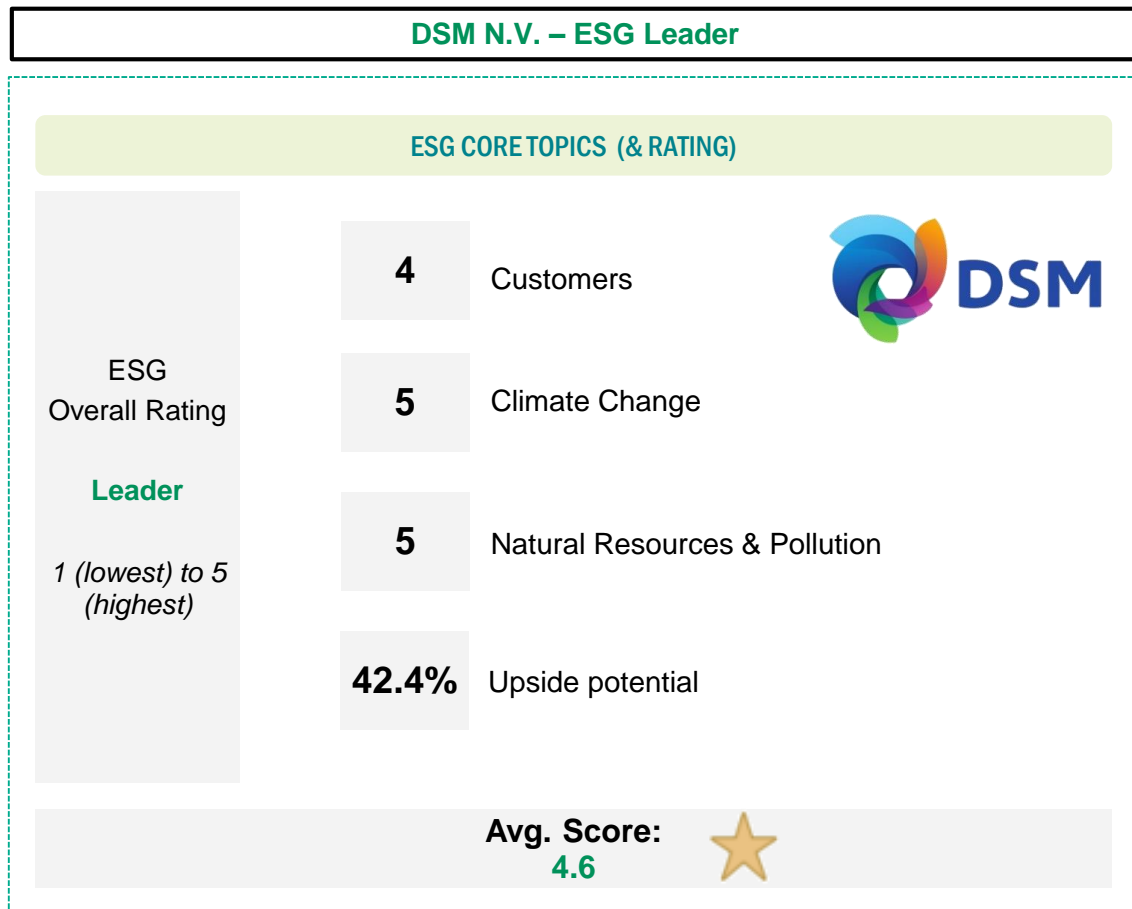 DSM N.V. – ESG Leader
ESG CORE TOPICS (& RATING)
ESG
Overall Rating
Leader
1 (lowest) to 5
(highest)
4
Customers
DSM
5
Climate Change
5
Natural Resources & Pollution
42.4%
Upside potential
Avg. Score:
4.6